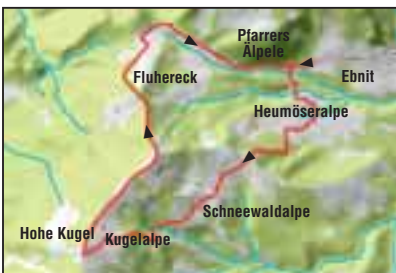 Pfarrers
Älpele
Ebnit
Fluhereck
Heumöseralpe
Schneewaldalpe
Hohe Kugel
Kugelalpe